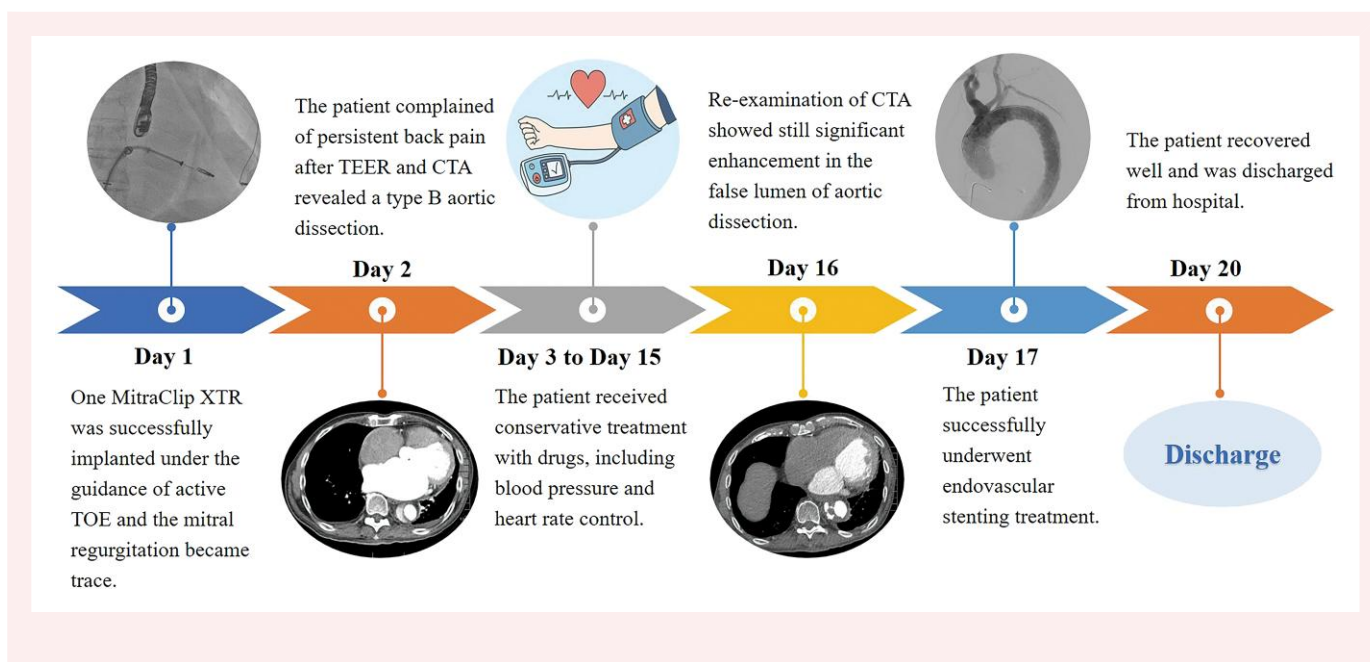 Day 1
One MitraClip XTR
was successfully
implanted under the
guidance of active
TOE and the mitral
regurgitation became
trace.
The patient complained
of persistent back pain
after TEER and CTA
revealed a type B aortic
dissection.
Day 2
Day 3 to Day 15
The patient received
conservative treatment
with drugs, including
blood pressure and
heart rate control.
Re-examination of CTA
showed still significant
enhancement in the
false lumen of aortic
dissection.
Day 16
Day 17
The patient
successfully
underwent
endovascular
stenting treatment.
The patient recovered
well and was discharged
from hospital.
Day 20
Discharge